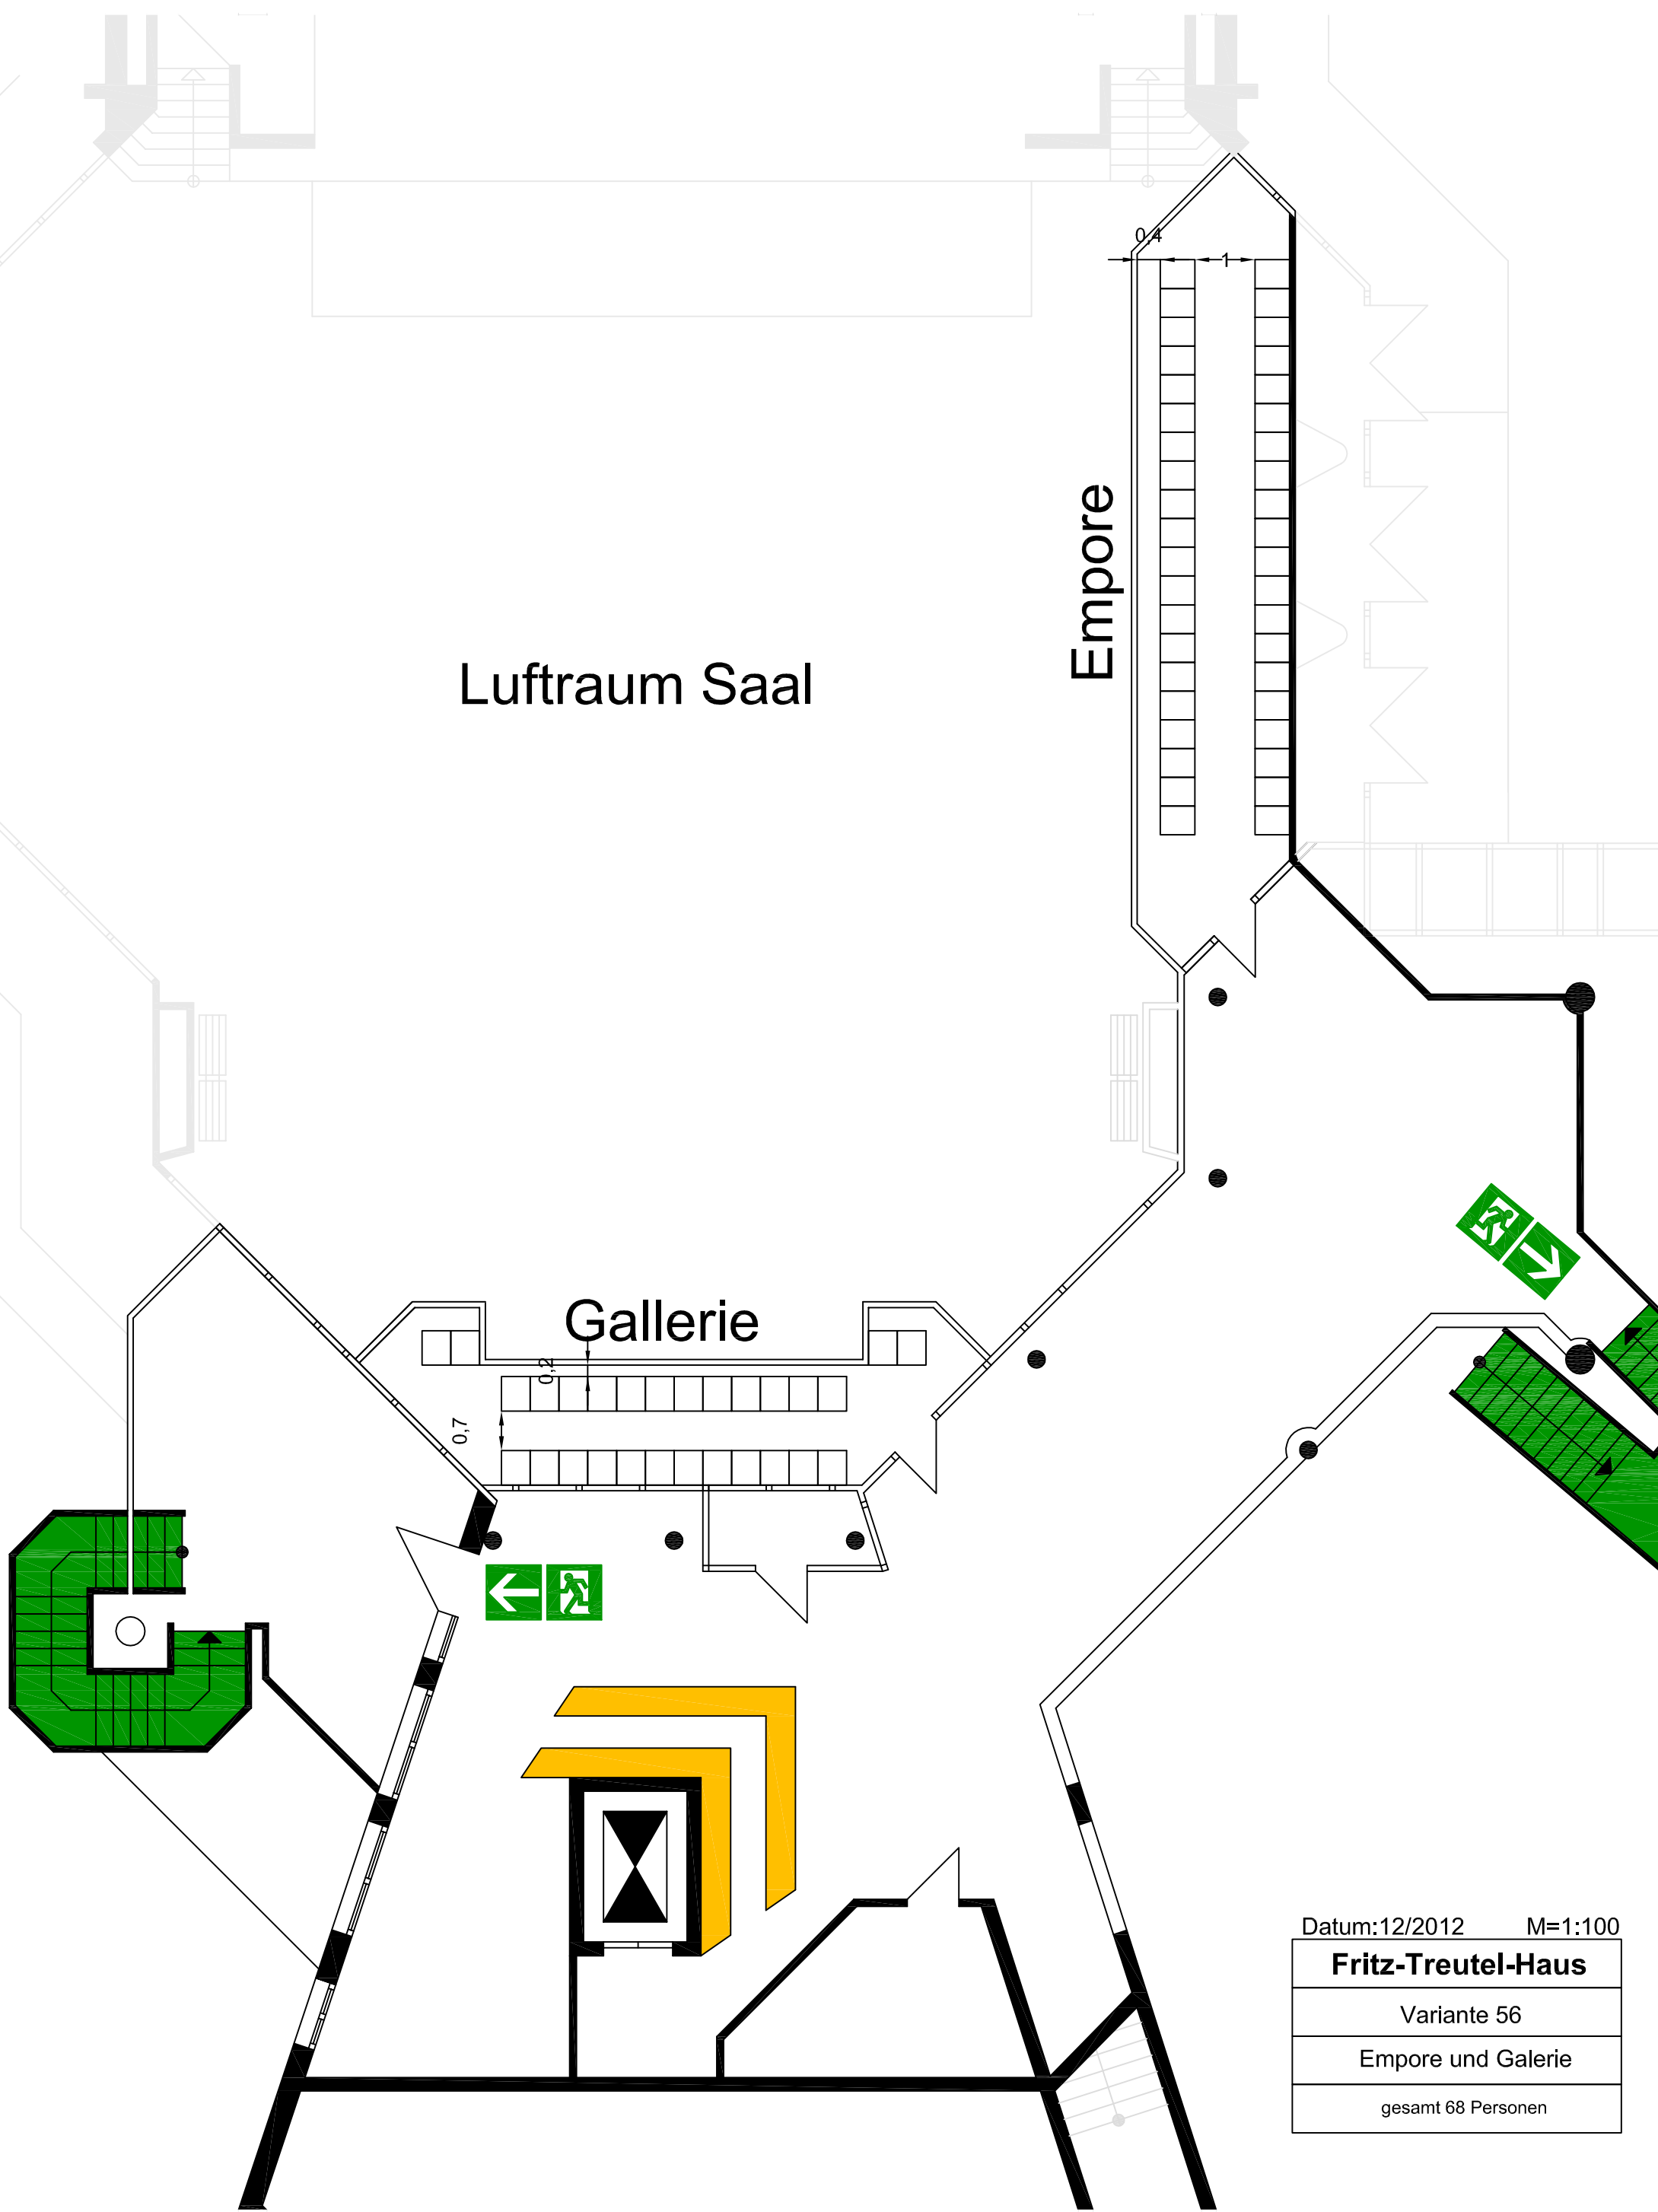 0,4
1
Empore
Luftraum Saal
Gallerie
0,2
0,7
Datum:12/2012 M=1:100
Fritz-Treutel-Haus
Variante 56
Empore und Galerie
gesamt 68 Personen